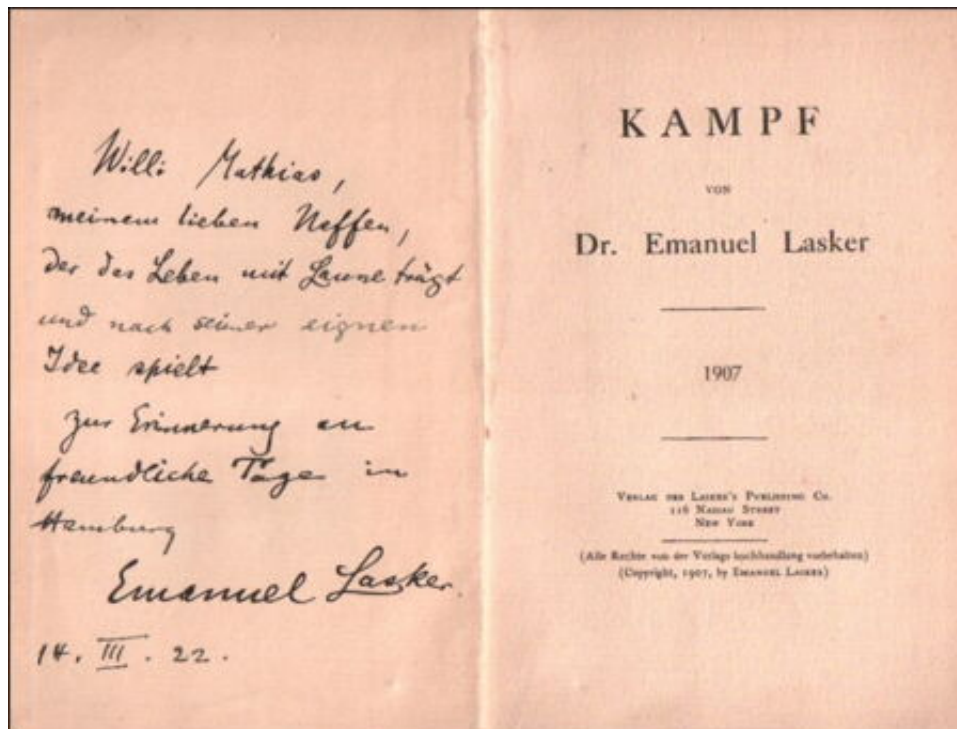 Willi Mathias,
meinem lieben Neffen,
der das Leben mit Laune trägt
und nach seiner eignen
Idee spielt
zur Erinnerung an
freundliche Tage in
Hamburg
Emanuel Lasker.
14. III. 22.
KAMPF
VON
Dr. Emanuel Lasker
1907
VERLAG DES LASKER'S PUBLISHING CO.
116 NASSAU STREET
NEW YORK
(Alle Rechte von der Verlags buchhandlung vorbehalten)
(Copyright, 1907, by EMANUEL LASKER)